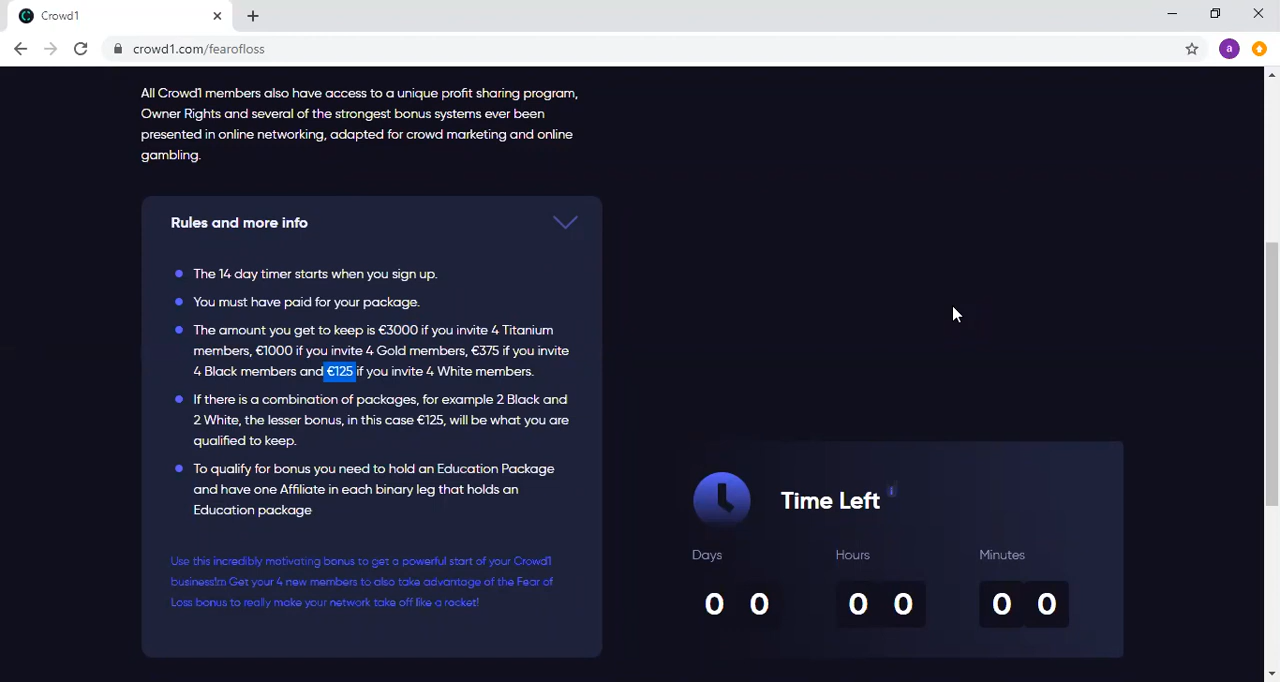 Crowd1
crowd1.com/fearofloss
a
All Crowd1 members also have access to a unique profit sharing program,
Owner Rights and several of the strongest bonus systems ever been
presented in online networking, adapted for crowd marketing and online
gambling.
Rules and more info
The 14 day timer starts when you sign up.
You must have paid for your package.
The amount you get to keep is €3000 if you invite 4 Titanium
members, €1000 if you invite 4 Gold members, €375 if you invite
4 Black members and €125 if you invite 4 White members.
If there is a combination of packages, for example 2 Black and
2 White, the lesser bonus, in this case €125, will be what you are
qualified to keep.
To qualify for bonus you need to hold an Education Package
and have one Affiliate in each binary leg that holds an
Education package
Use this incredibly motivating bonus to get a powerful start of your Crowd1
business!m Get your 4 new members to also take advantage of the Fear of
Loss bonus to really make your network take off like a racket!
Time Left i
Days Hours Minutes
0 0 0 0 0 0